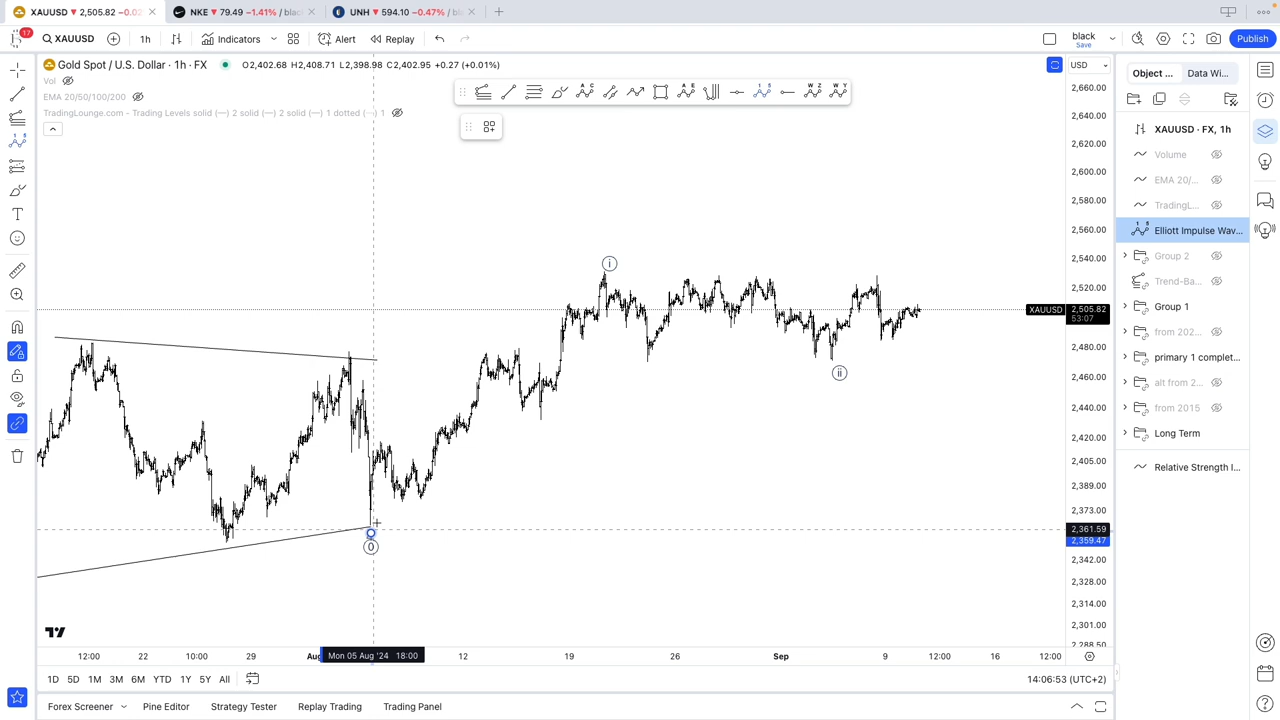 XAUUSD ▼ 2,505.82 −0.02
NKE ▼ 79.49 −1.41% / blac
UNH ▼ 594.10 −0.47% / bl
17
XAUUSD
1h
Indicators
Alert
Replay
black
Save
Publish
Gold Spot / U.S. Dollar · 1h · FX
O2,402.68 H2,408.71 L2,398.98 C2,402.95 +0.27 (+0.01%)
USD
Vol
EMA 20/50/100/200
TradingLounge.com - Trading Levels solid (—) 2 solid (—) 2 solid (—) 1 dotted (···) 1
Object ...
Data Wi...
XAUUSD · FX, 1h
Volume
EMA 20/...
TradingL...
Elliott Impulse Wav...
Group 2
Trend-Ba...
Group 1
from 202...
primary 1 complet...
alt from 2...
from 2015
Long Term
Relative Strength I...
2,660.00
2,640.00
2,620.00
2,600.00
2,580.00
2,560.00
2,540.00
2,520.00
XAUUSD 2,505.82
53:07
2,480.00
2,460.00
2,440.00
2,420.00
2,405.00
2,389.00
2,373.00
2,361.59
2,359.47
2,342.00
2,328.00
2,314.00
2,301.00
2,288.50
i
ii
0
12:00 22 10:00 29 Aug Mon 05 Aug '24 18:00 12 19 26 Sep 9 12:00 16 12:00
1D 5D 1M 3M 6M YTD 1Y 5Y All
14:06:53 (UTC+2)
Forex Screener
Pine Editor
Strategy Tester
Replay Trading
Trading Panel